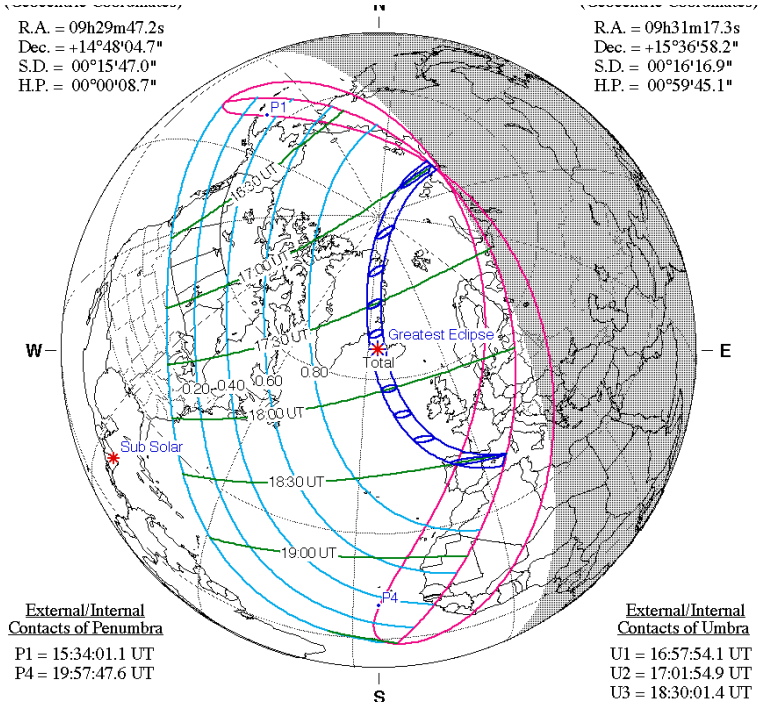 (Geocentric Coordinates)
R.A. = 09h29m47.2s
Dec. = +14°48'04.7"
S.D. = 00°15'47.0"
H.P. = 00°00'08.7"
N
(Geocentric Coordinates)
R.A. = 09h31m17.3s
Dec. = +15°36'58.2"
S.D. = 00°16'16.9"
H.P. = 00°59'45.1"
P1
16:30 UT
17:00 UT
17:30 UT
Greatest Eclipse
W
E
Total
0.20
0.40
0.60
0.80
18:00 UT
Sub Solar
18:30 UT
19:00 UT
P4
External/Internal
Contacts of Penumbra
P1 = 15:34:01.1 UT
P4 = 19:57:47.6 UT
S
External/Internal
Contacts of Umbra
U1 = 16:57:54.1 UT
U2 = 17:01:54.9 UT
U3 = 18:30:01.4 UT